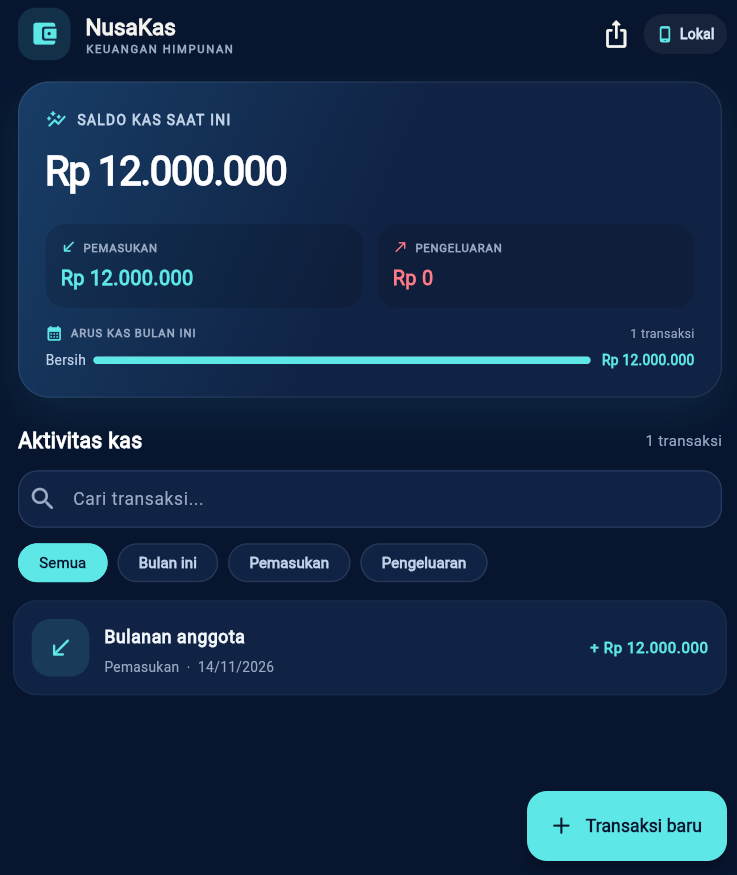 NusaKas
KEUANGAN HIMPUNAN
Lokal
SALDO KAS SAAT INI
Rp 12.000.000
PEMASUKAN
Rp 12.000.000
PENGELUARAN
Rp 0
ARUS KAS BULAN INI
1 transaksi
Bersih
Rp 12.000.000
Aktivitas kas
1 transaksi
Cari transaksi...
Semua
Bulan ini
Pemasukan
Pengeluaran
Bulanan anggota
Pemasukan · 14/11/2026
+ Rp 12.000.000
Transaksi baru